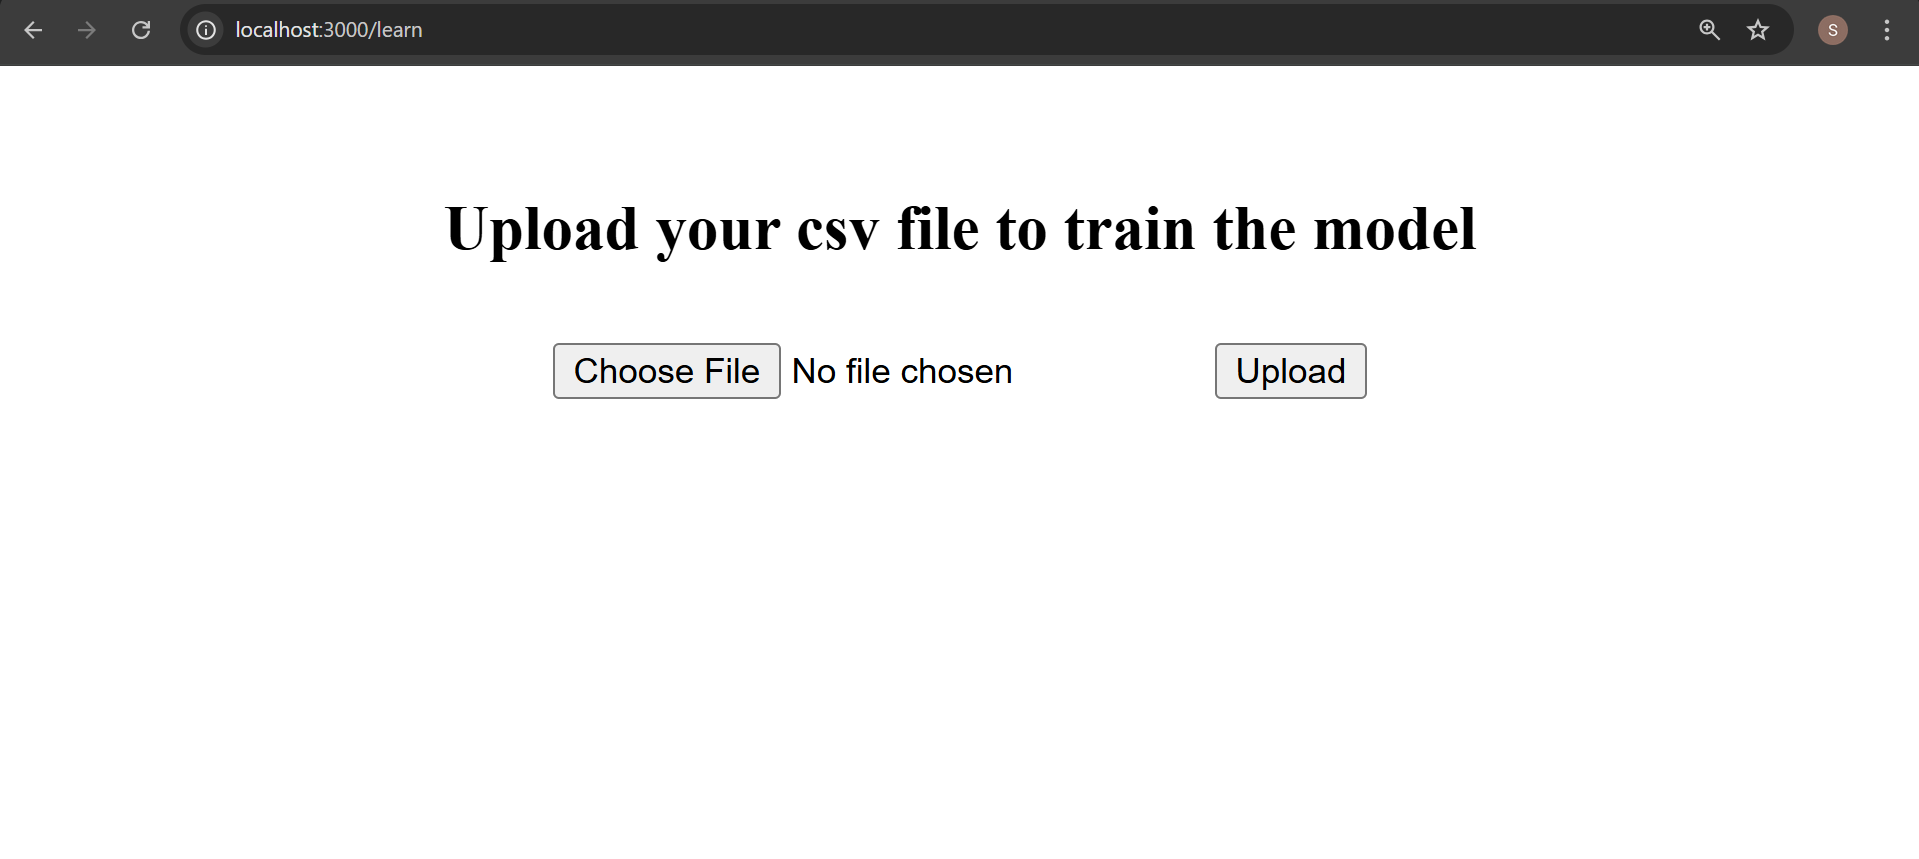 localhost:3000/learn
S
Upload your csv file to train the model
Choose File No file chosen Upload